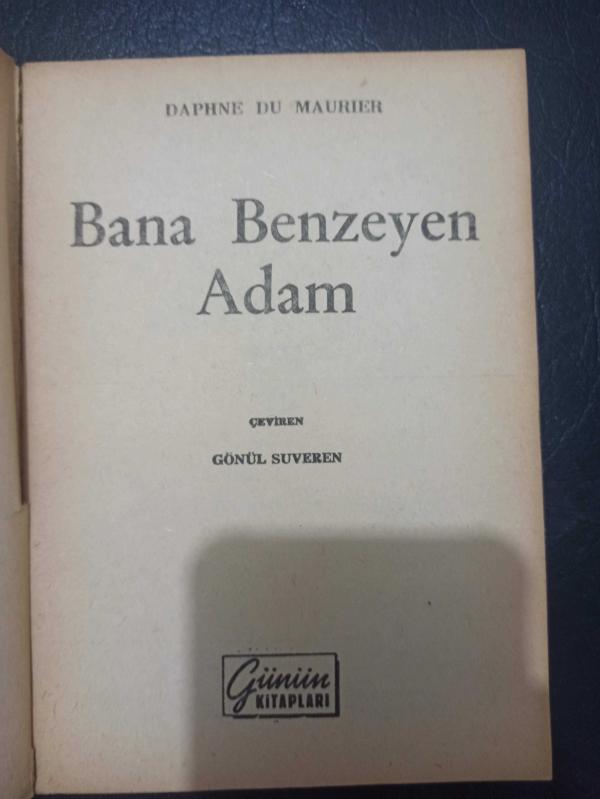 DAPHNE DU MAURIER
Bana Benzeyen
Adam
ÇEVİREN
GÖNÜL SUVEREN
Günün
KİTAPLARI